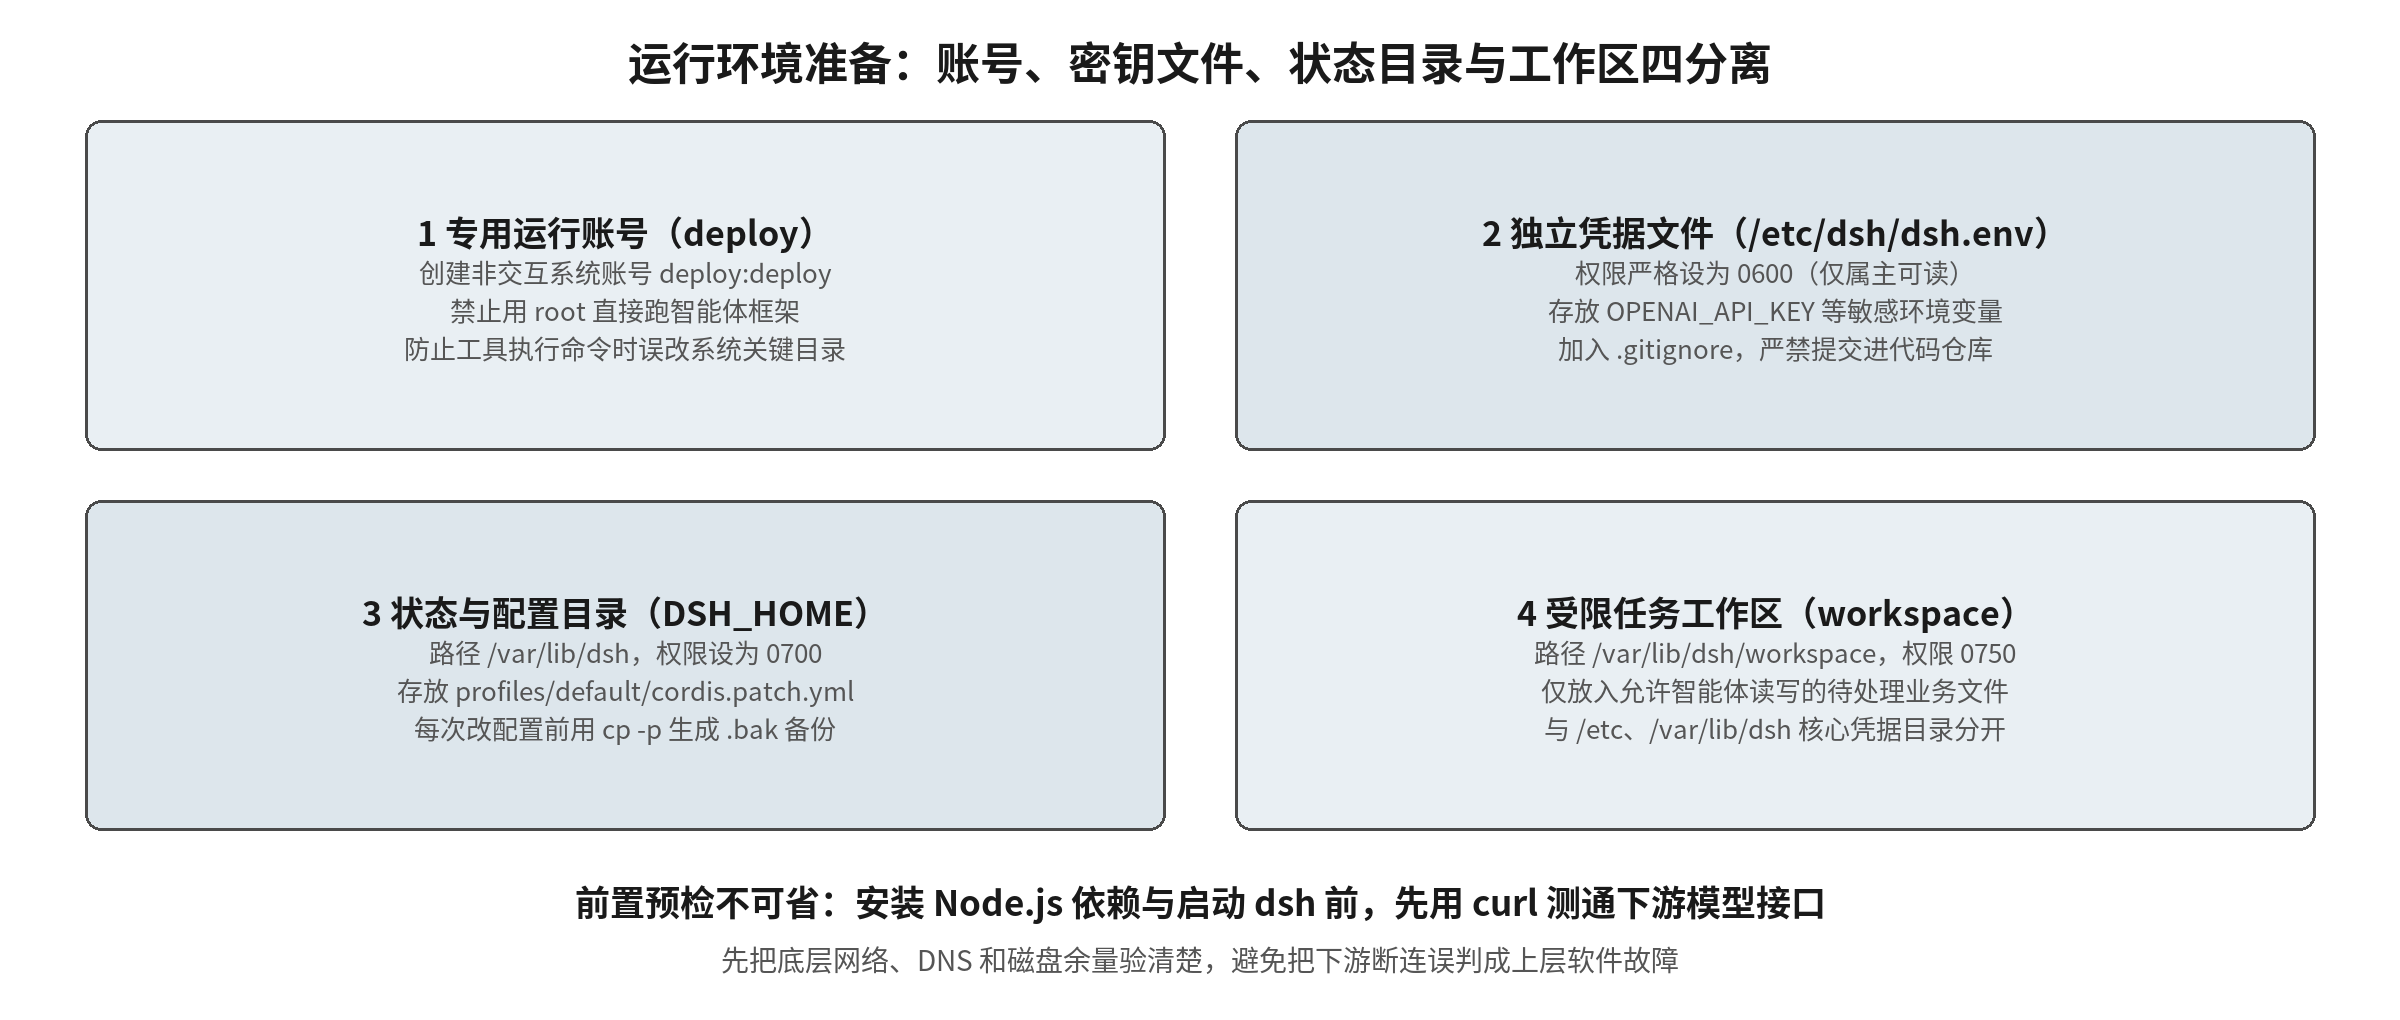 运行环境准备：账号、密钥文件、状态目录与工作区四分离
1 专用运行账号（deploy）
创建非交互系统账号 deploy:deploy
禁止用 root 直接跑智能体框架
防止工具执行命令时误改系统关键目录
2 独立凭据文件（/etc/dsh/dsh.env）
权限严格设为 0600（仅属主可读）
存放 OPENAI_API_KEY 等敏感环境变量
加入 .gitignore，严禁提交进代码仓库
3 状态与配置目录（DSH_HOME）
路径 /var/lib/dsh，权限设为 0700
存放 profiles/default/cordis.patch.yml
每次改配置前用 cp -p 生成 .bak 备份
4 受限任务工作区（workspace）
路径 /var/lib/dsh/workspace，权限 0750
仅放入允许智能体读写的待处理业务文件
与 /etc、/var/lib/dsh 核心凭据目录分开
前置预检不可省：安装 Node.js 依赖与启动 dsh 前，先用 curl 测通下游模型接口
先把底层网络、DNS 和磁盘余量验清楚，避免把下游断连误判成上层软件故障